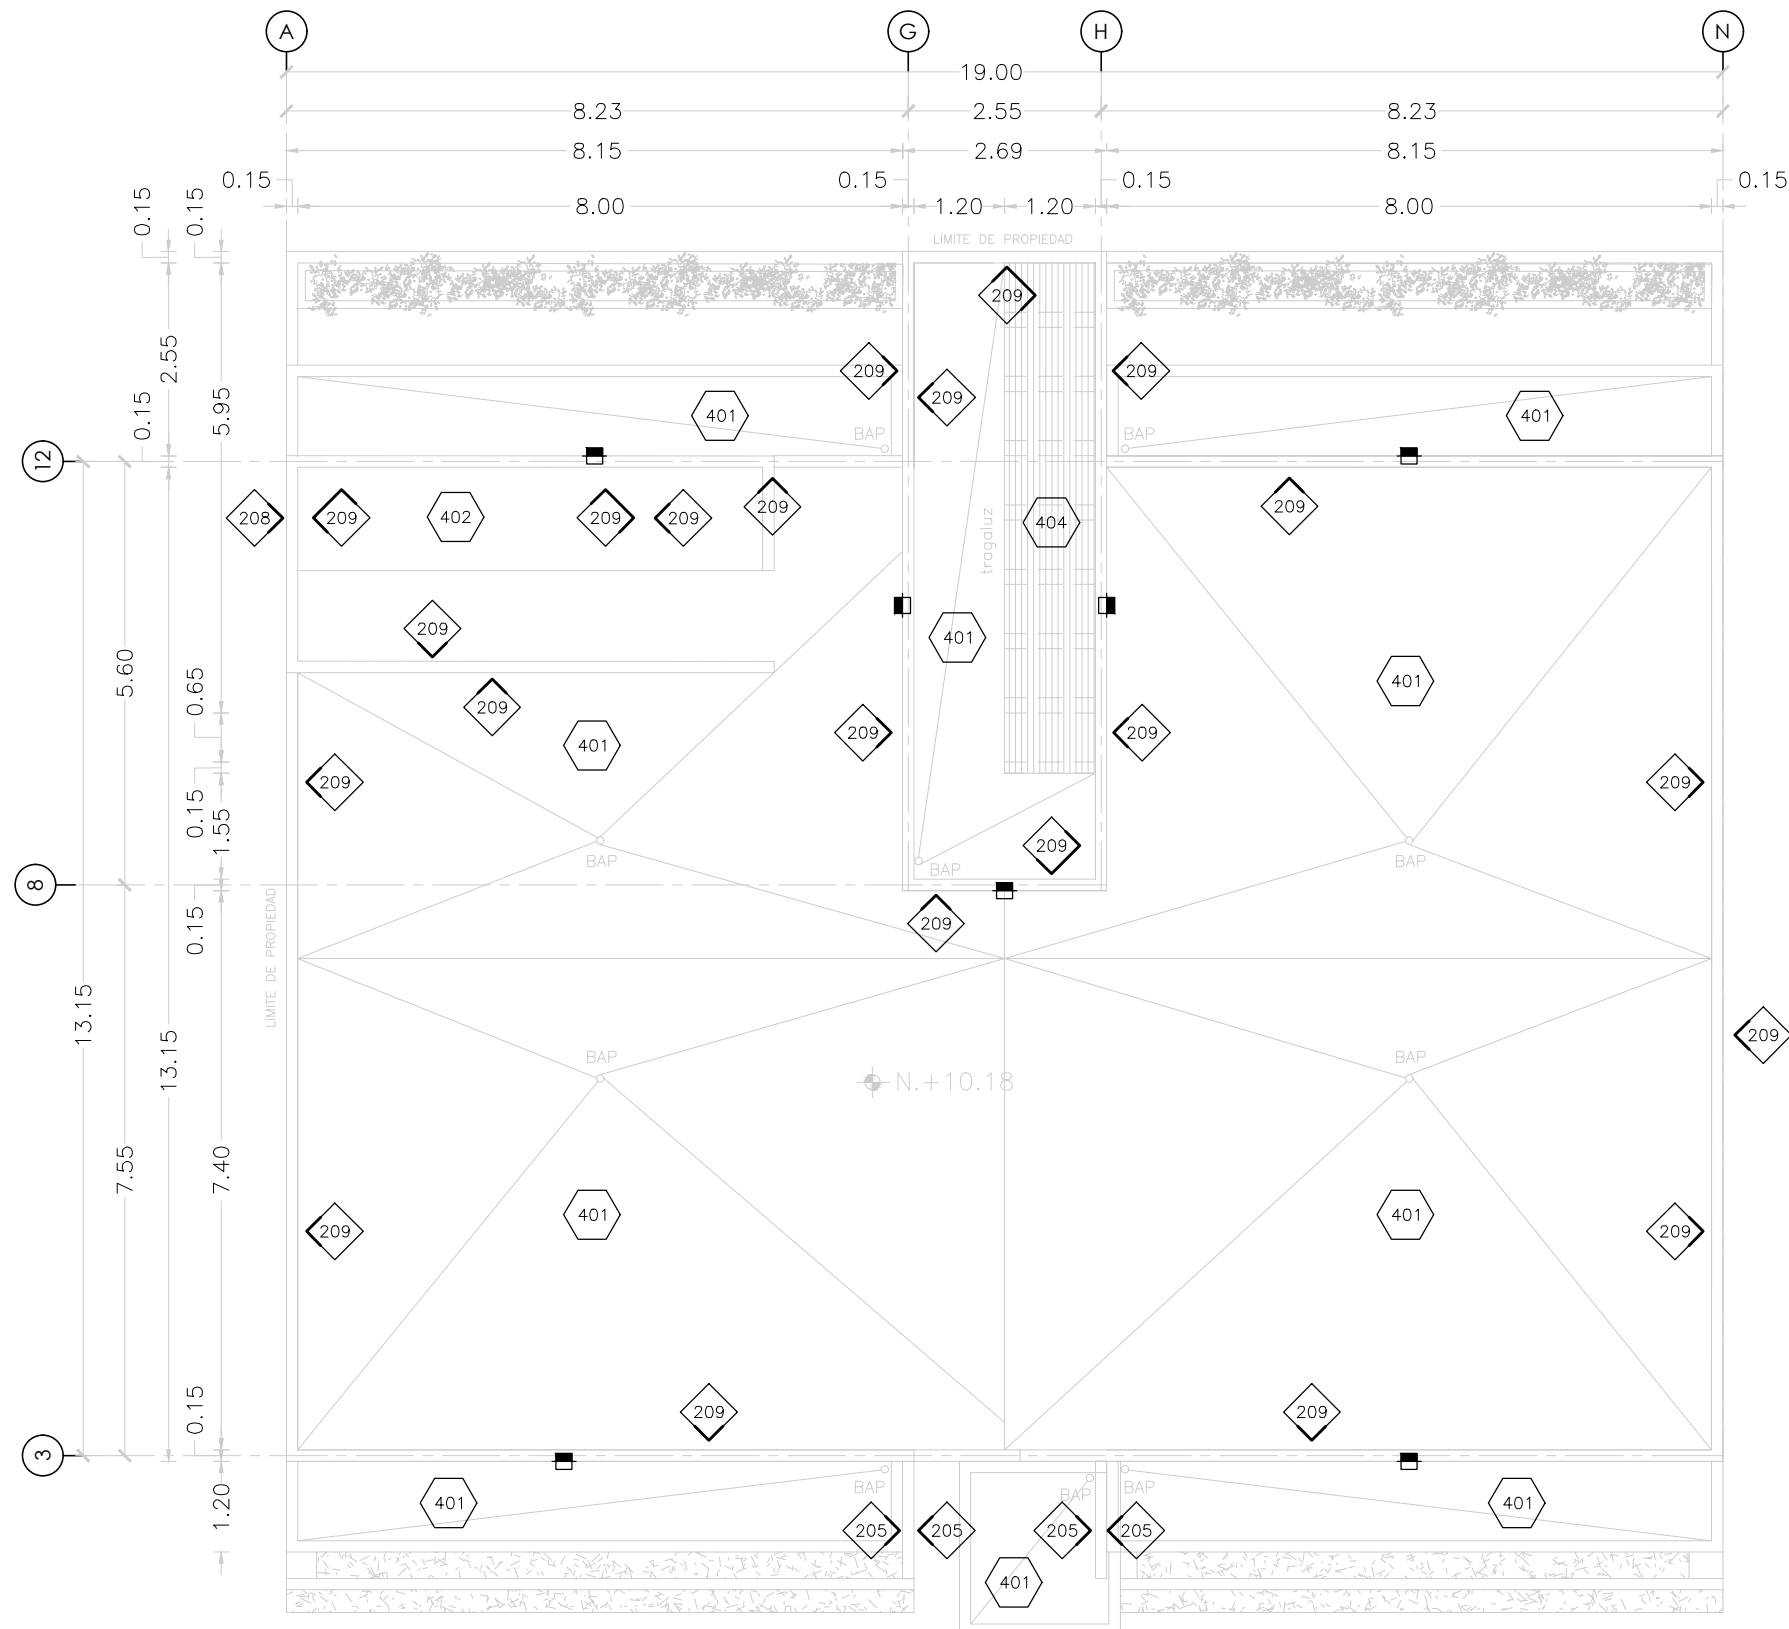 A G H N
19.00
8.23 2.55 8.23
8.15 2.69 8.15
0.15 0.15 0.15 0.15
8.00 1.20 1.20 8.00
0.15 0.15
LÍMITE DE PROPIEDAD
209
2.55
209 209
209
5.95
0.15
401 401
BAP BAP
12
208 209 402 209 209 209 209
404
tragaluz
209
401
5.60
0.65
401
209
401
209 209
209 209
0.15
1.55
209
BAP BAP BAP
8
0.15
209
LÍMITE DE PROPIEDAD
13.15
13.15
209
BAP BAP
N.+10.18
7.55
7.40
401 401
209 209
0.15
209 209
3
1.20
BAP BAP BAP
401 401
205 205 205 205
401